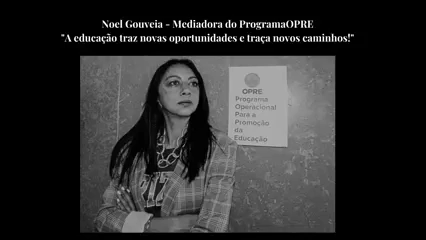 Noel Gouveia - Mediadora do ProgramaOPRE
"A educação traz novas oportunidades e traça novos caminhos!"
OPRE
Programa
Operacional
Para a
Promoção
da
Educação